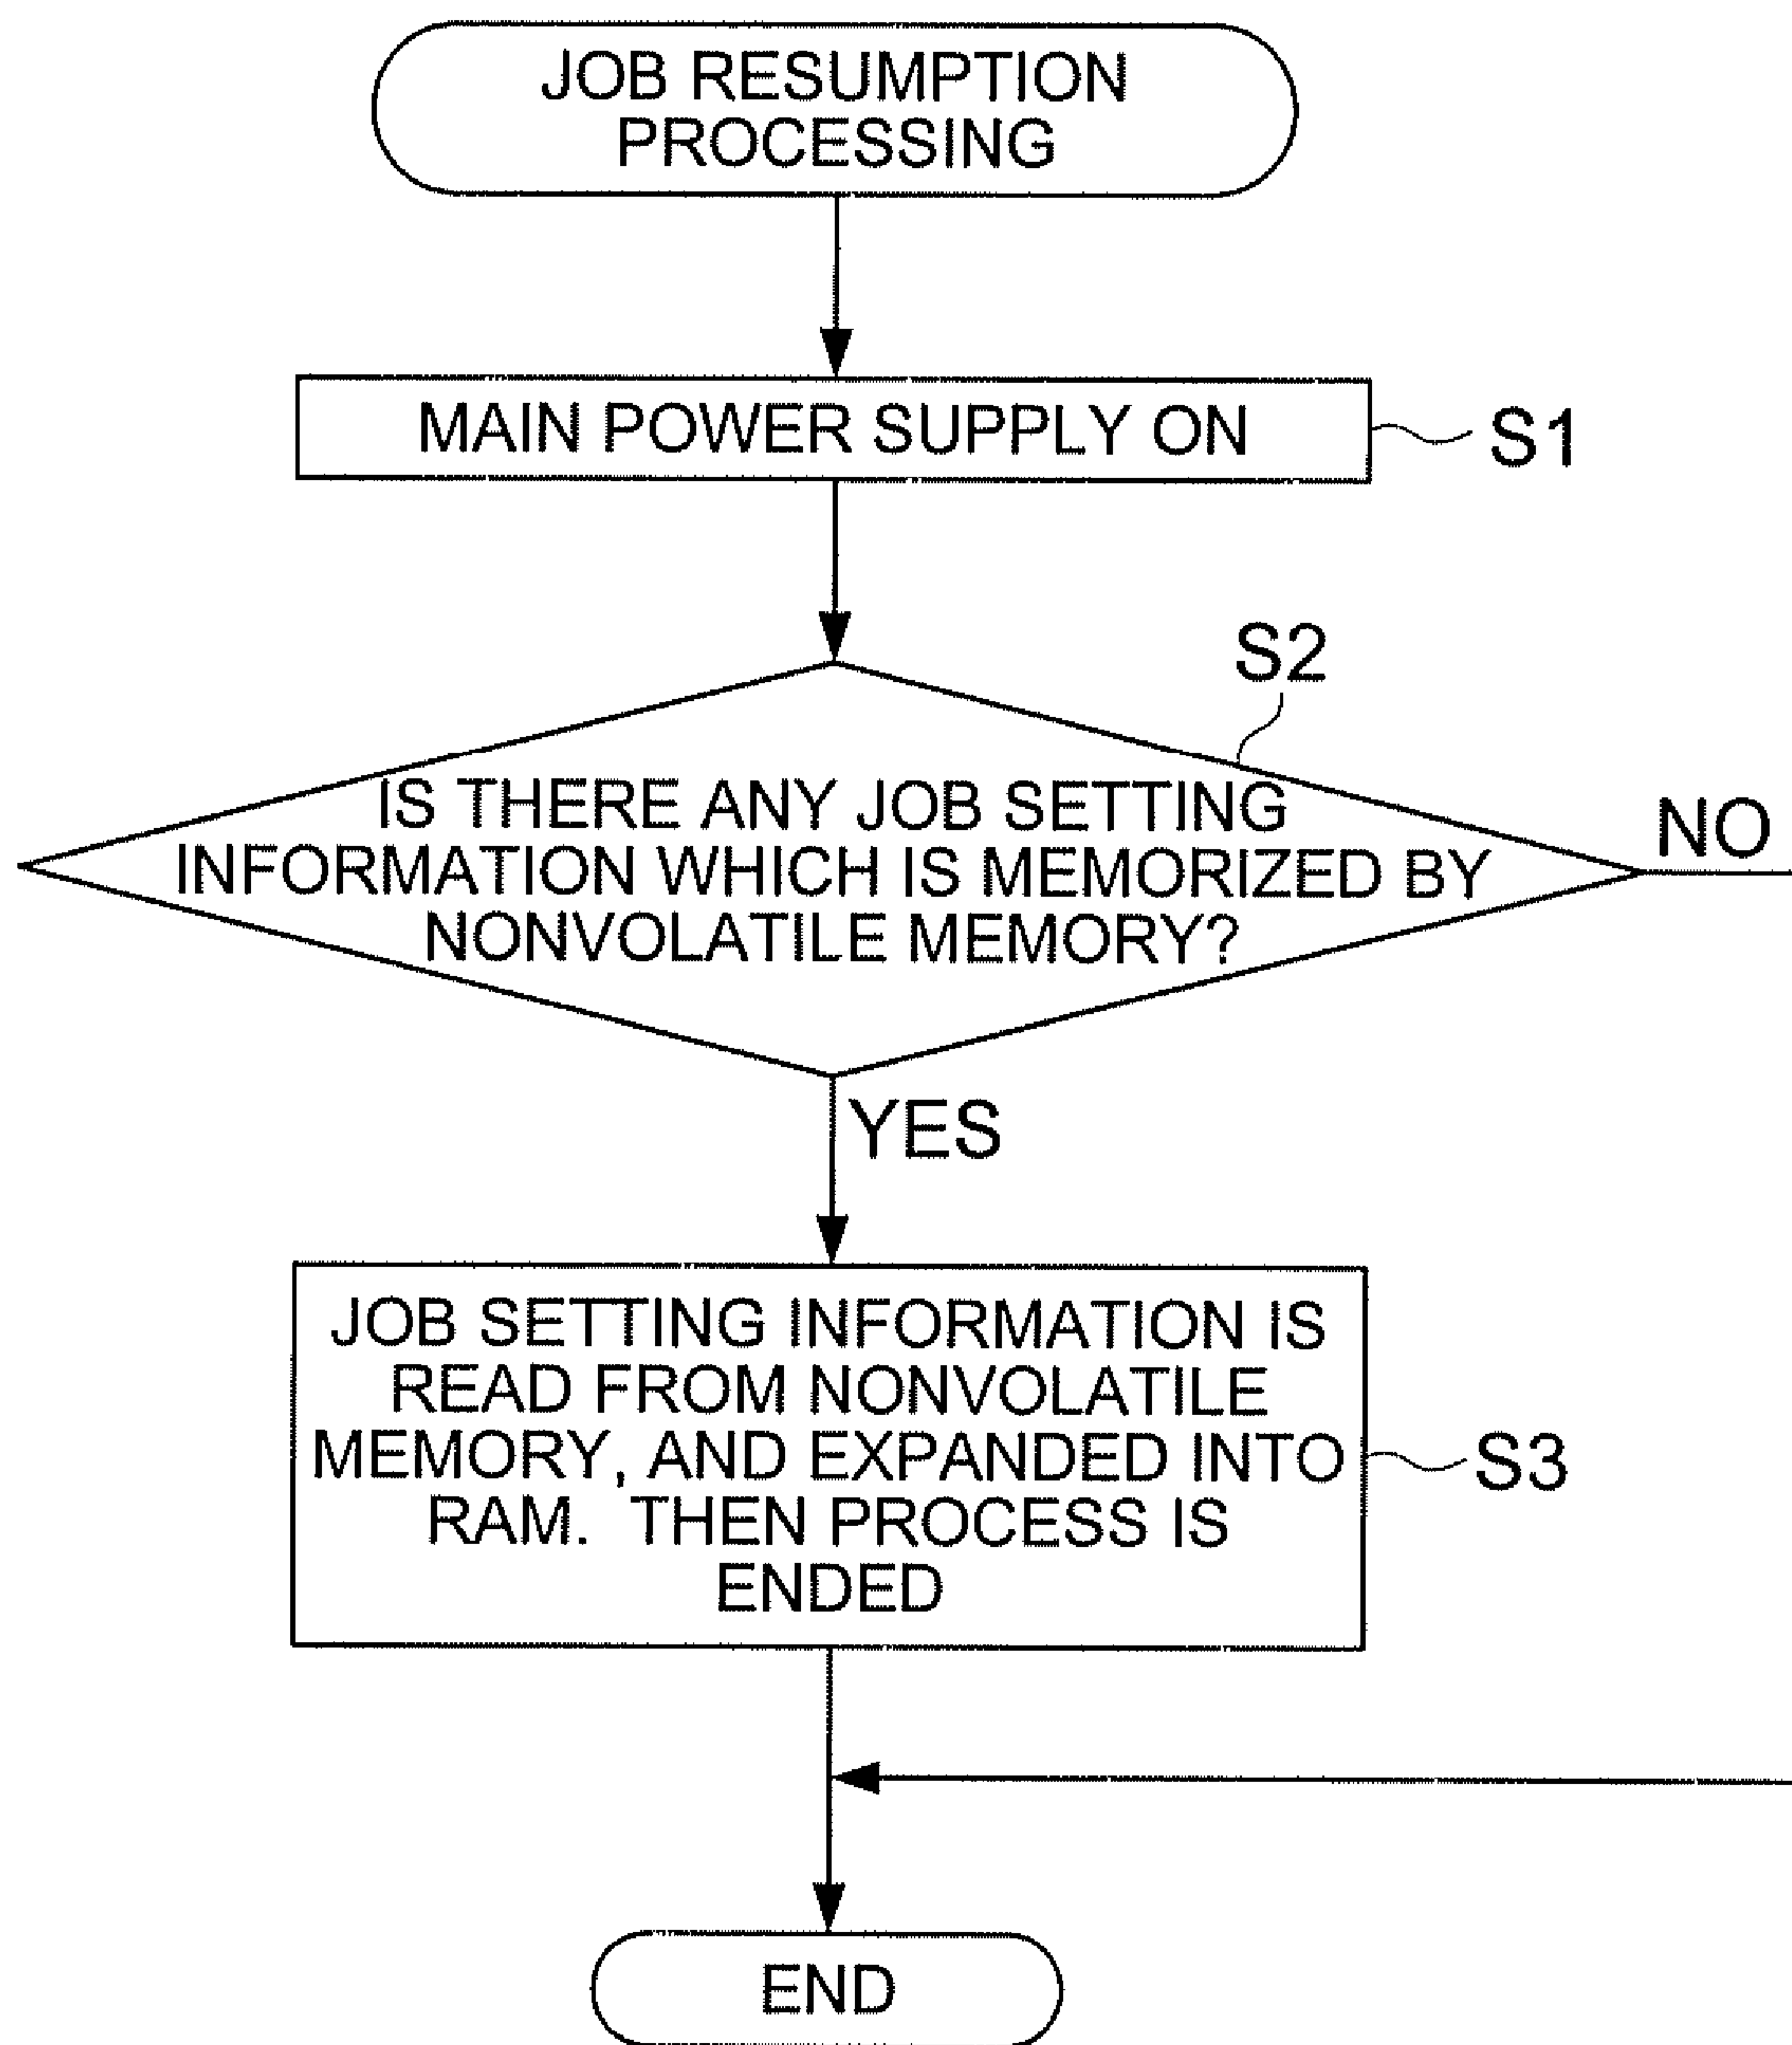 JOB RESUMPTION
PROCESSING
MAIN POWER SUPPLY ON
S1
S2
IS THERE ANY JOB SETTING
INFORMATION WHICH IS MEMORIZED BY
NONVOLATILE MEMORY?
NO
YES
JOB SETTING INFORMATION IS
READ FROM NONVOLATILE
MEMORY, AND EXPANDED INTO
RAM. THEN PROCESS IS
ENDED
S3
END